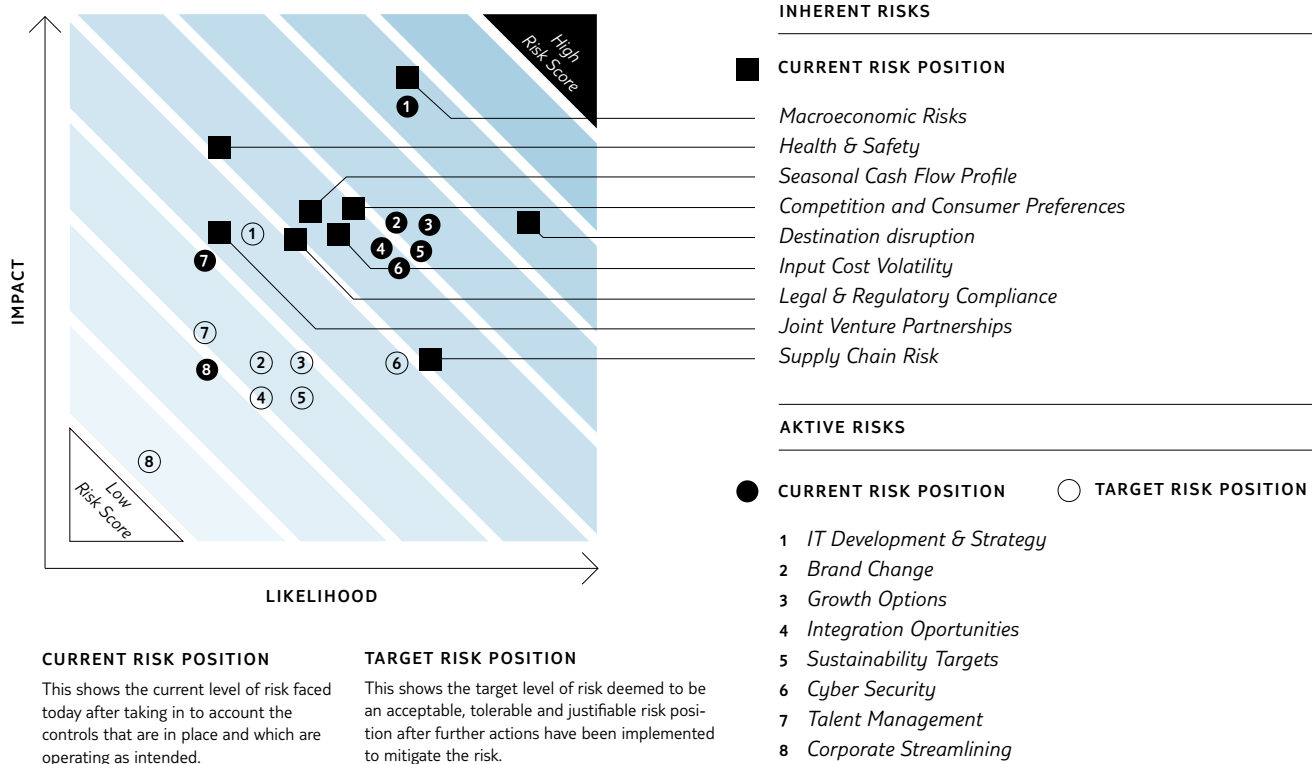 INHERENT RISKS
CURRENT RISK POSITION
Macroeconomic Risks
Health & Safety
Seasonal Cash Flow Profile
Competition and Consumer Preferences
Destination disruption
Input Cost Volatility
Legal & Regulatory Compliance
Joint Venture Partnerships
Supply Chain Risk
AKTIVE RISKS
CURRENT RISK POSITION
TARGET RISK POSITION
1 IT Development & Strategy
2 Brand Change
3 Growth Options
4 Integration Oportunities
5 Sustainability Targets
6 Cyber Security
7 Talent Management
8 Corporate Streamlining
High
Risk Score
1
2
3
1
4
5
7
6
7
2
3
6
8
4
5
8
Low
Risk Score
IMPACT
LIKELIHOOD
CURRENT RISK POSITION
This shows the current level of risk faced
today after taking in to account the
controls that are in place and which are
operating as intended.
TARGET RISK POSITION
This shows the target level of risk deemed to be
an acceptable, tolerable and justifiable risk posi-
tion after further actions have been implemented
to mitigate the risk.